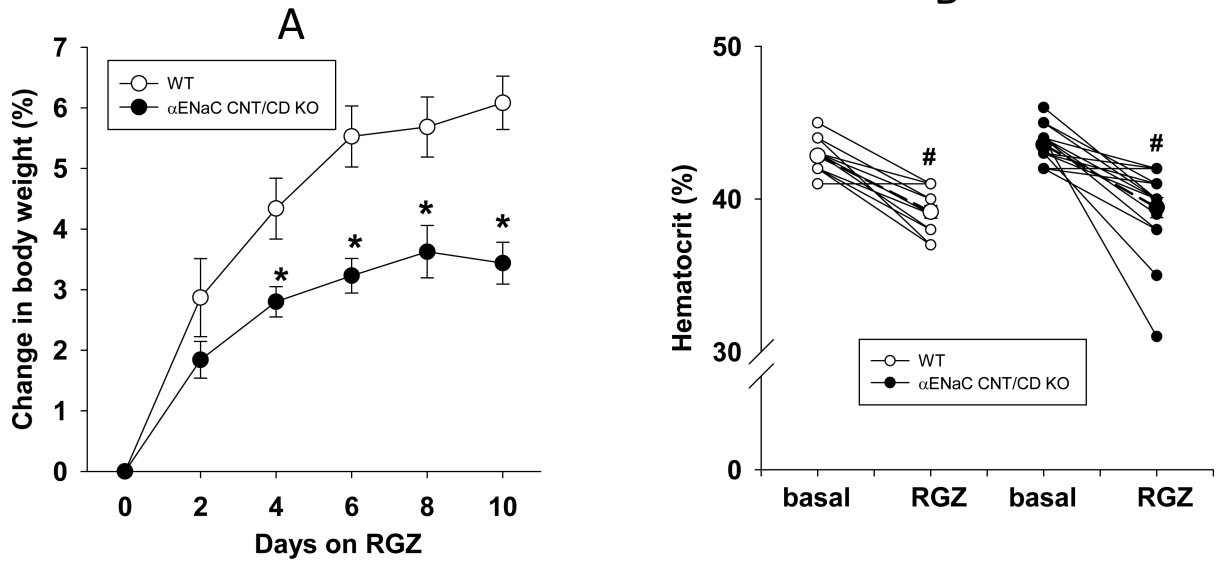 A
7
6
5
4
3
2
1
0
Change in body weight (%)
WT
αENaC CNT/CD KO
*
*
*
*
0 2 4 6 8 10
Days on RGZ
50
40
30
0
Hematocrit (%)
#
#
WT
αENaC CNT/CD KO
basal RGZ basal RGZ